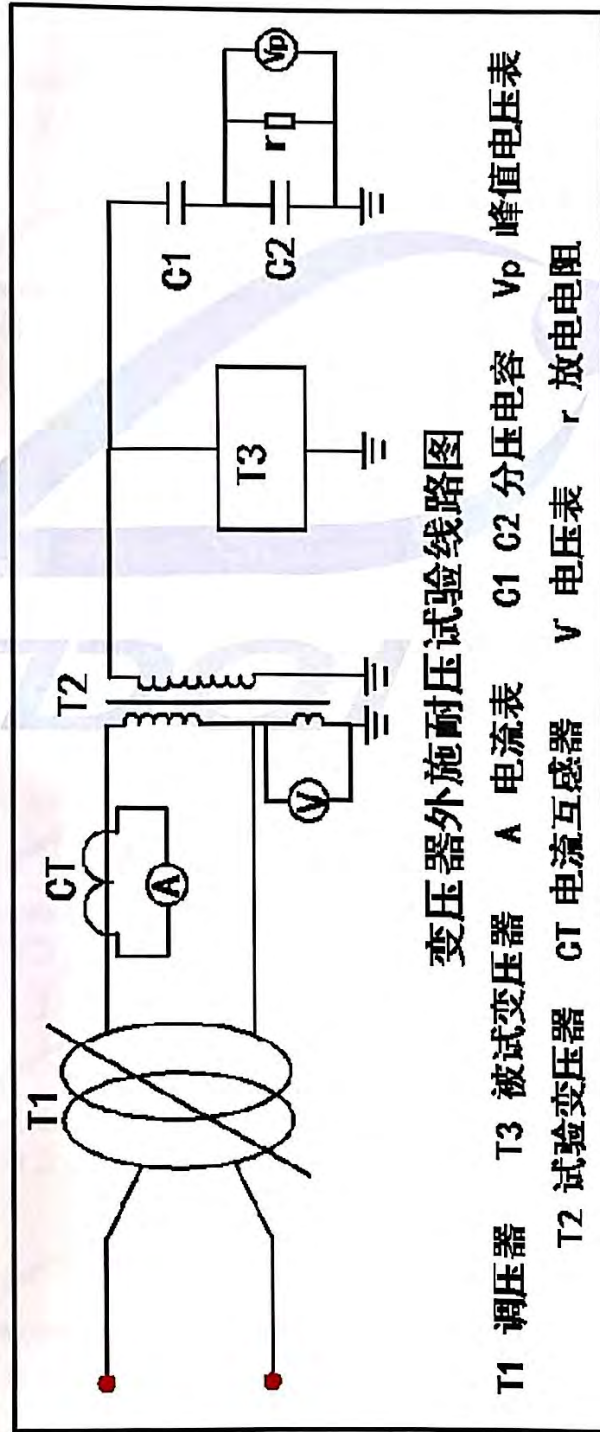 T1
CT
A
T2
V
T3
C1
C2
r
Vp
变压器外施耐压试验线路图
T1 调压器 T3 被试变压器 A 电流表 C1 C2 分压电容 Vp 峰值电压表
T2 试验变压器 CT 电流互感器 V 电压表 r 放电电阻